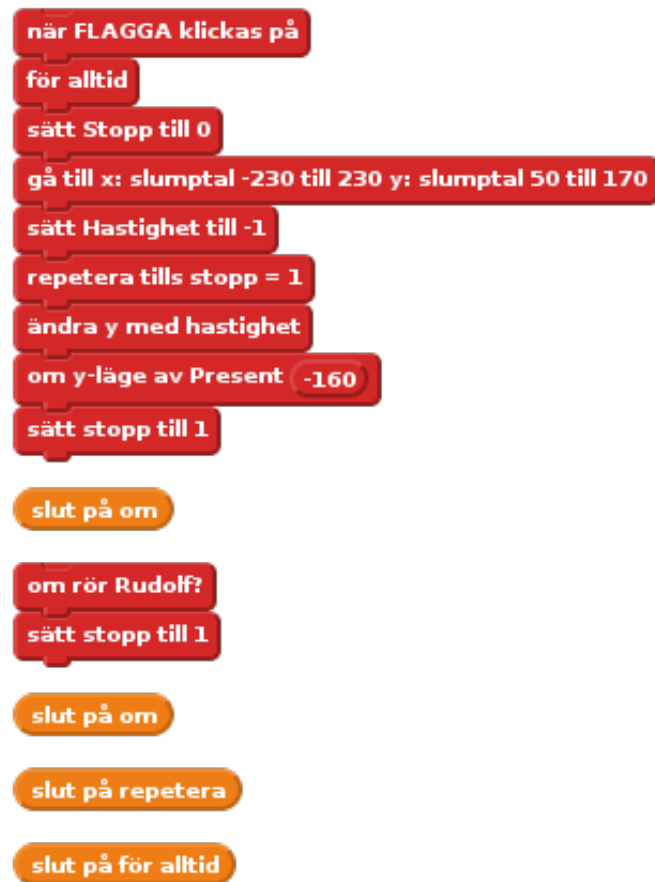 när FLAGGA klickas på
för alltid
sätt Stopp till 0
gå till x: slumptal -230 till 230 y: slumptal 50 till 170
sätt Hastighet till -1
repetera tills stopp = 1
ändra y med hastighet
om y-läge av Present -160
sätt stopp till 1
slut på om
om rör Rudolf?
sätt stopp till 1
slut på om
slut på repetera
slut på för alltid